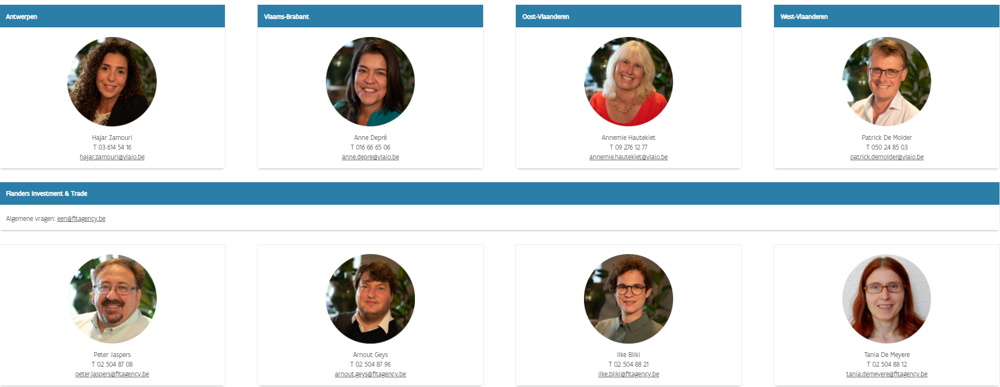 Antwerpen
Hajar Zamouri
T 03 614 54 16
hajar.zamouri@vlaio.be
Vlaams-Brabant
Anne Depré
T 016 66 65 06
anne.depre@vlaio.be
Oost-Vlaanderen
Annemie Hautekiet
T 09 276 12 77
annemie.hautekiet@vlaio.be
West-Vlaanderen
Patrick De Molder
T 050 24 85 03
patrick.demolder@vlaio.be
Flanders Investment & Trade
Algemene vragen: een@fitagency.be
Peter Jaspers
T 02 504 87 08
peter.jaspers@fitagency.be
Arnout Geys
T 02 504 87 96
arnout.geys@fitagency.be
Ilke Bliki
T 02 504 88 21
ilke.bliki@fitagency.be
Tania De Meyere
T 02 504 88 12
tania.demeyere@fitagency.be